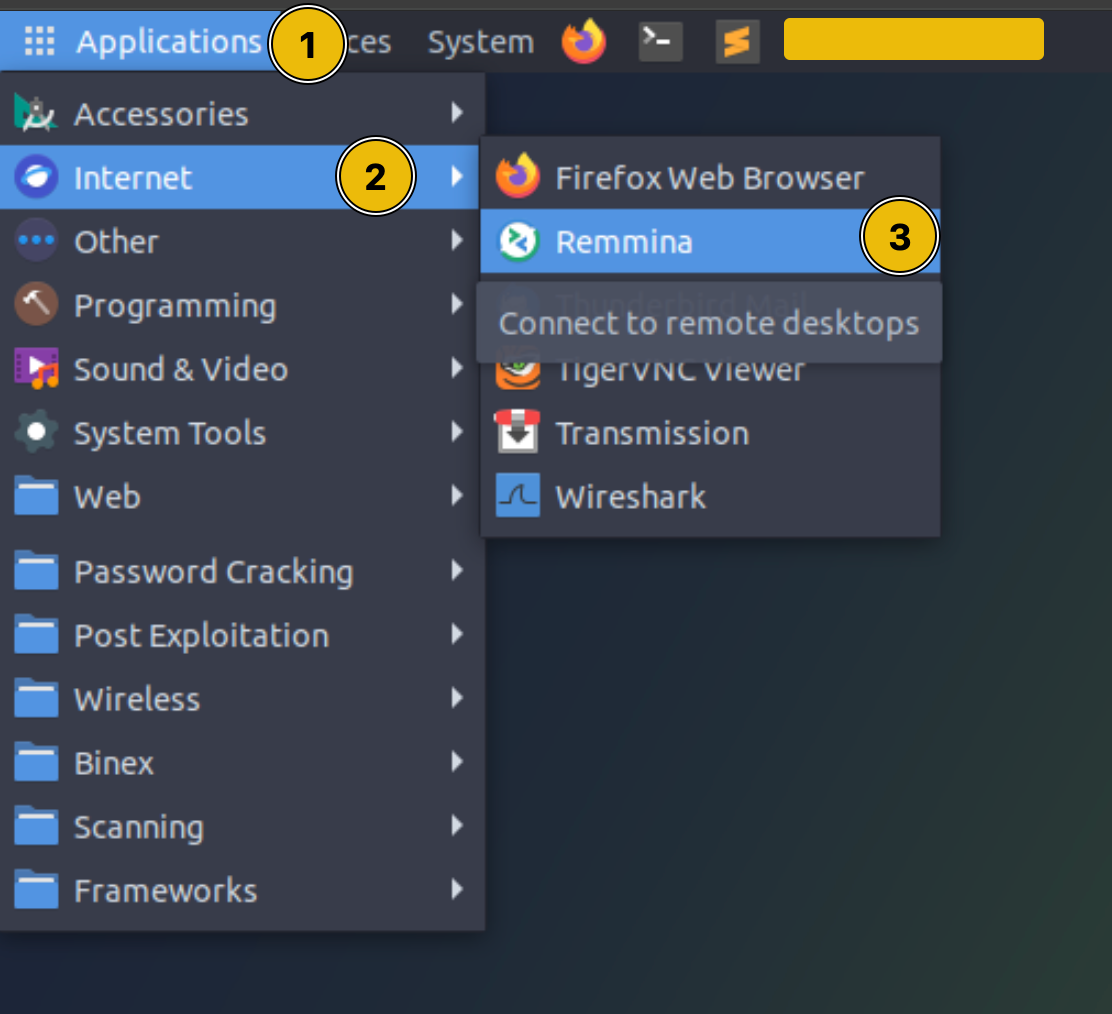 Applications 1 ces System
Accessories
Internet 2
Other
Programming
Sound & Video
System Tools
Web
Password Cracking
Post Exploitation
Wireless
Binex
Scanning
Frameworks
Firefox Web Browser
Remmina 3
Thunderbird Mail
Connect to remote desktops
TigerVNC Viewer
Transmission
Wireshark